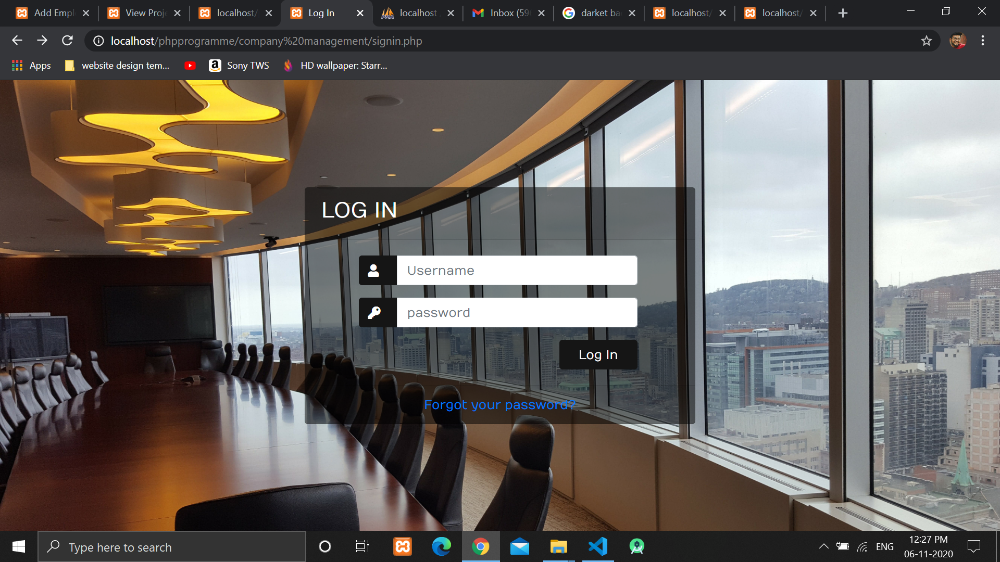 Add Empl
View Proje
localhost/
Log In
localhost /
Inbox (596
darket ba
localhost/
localhost/
localhost/phpprogramme/company%20management/signin.php
Apps
website design tem...
Sony TWS
HD wallpaper: Starr...
LOG IN
Username
password
Log In
Forgot your password?
Type here to search
ENG
12:27 PM
06-11-2020